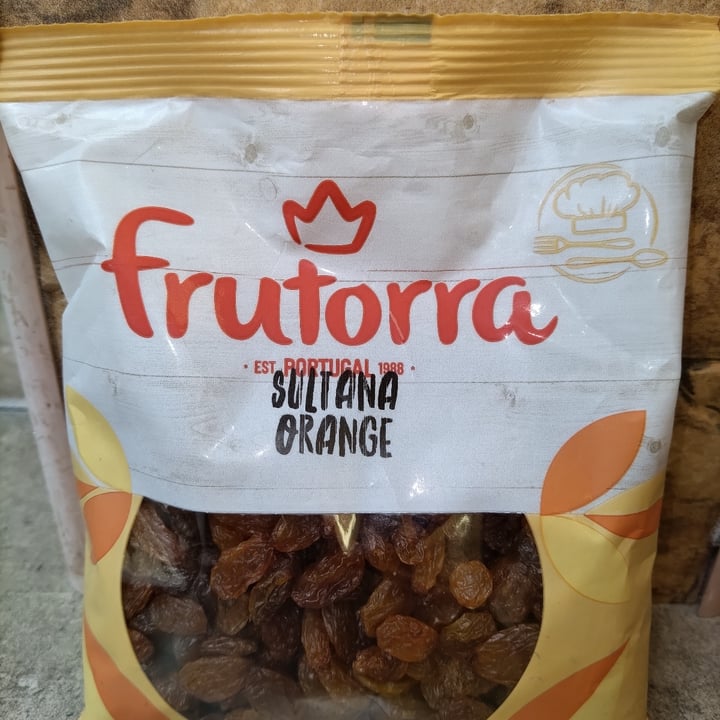 frutorra
• EST. PORTUGAL 1988 •
SULTANA
ORANGE